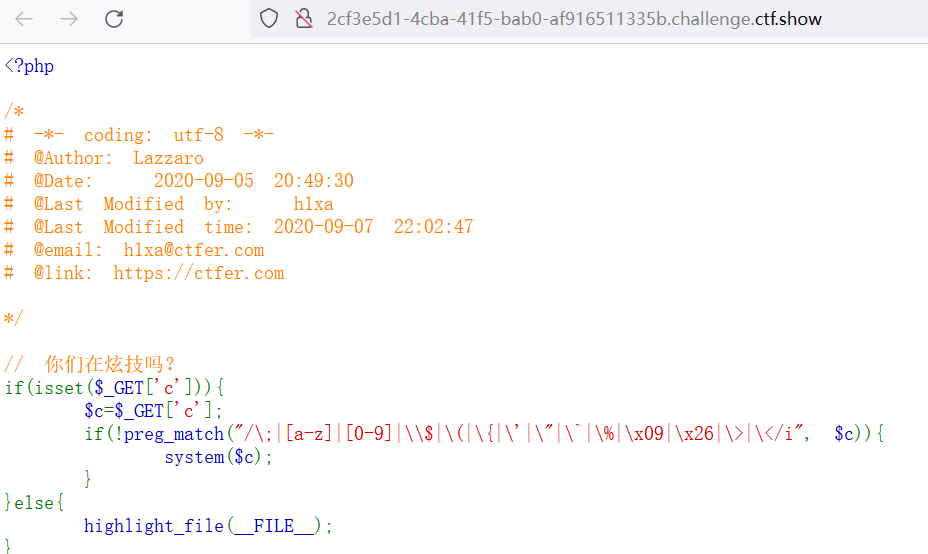 2cf3e5d1-4cba-41f5-bab0-af916511335b.challenge.ctf.show
<?php
/*
# -*- coding: utf-8 -*-
# @Author: Lazzaro
# @Date:   2020-09-05 20:49:30
# @Last Modified by:   hlxa
# @Last Modified time: 2020-09-07 22:02:47
# @email: hlxa@ctfer.com
# @link: https://ctfer.com
*/
// 你们在炫技吗？
if(isset($_GET['c'])){
        $c=$_GET['c'];
        if(!preg_match("/\;|[a-z]|[0-9]|\\$|\(|\{|\'|\"|\`|\%|\x09|\x26|\>|\</i", $c)){
                system($c);
        }
}else{
        highlight_file(__FILE__);
}